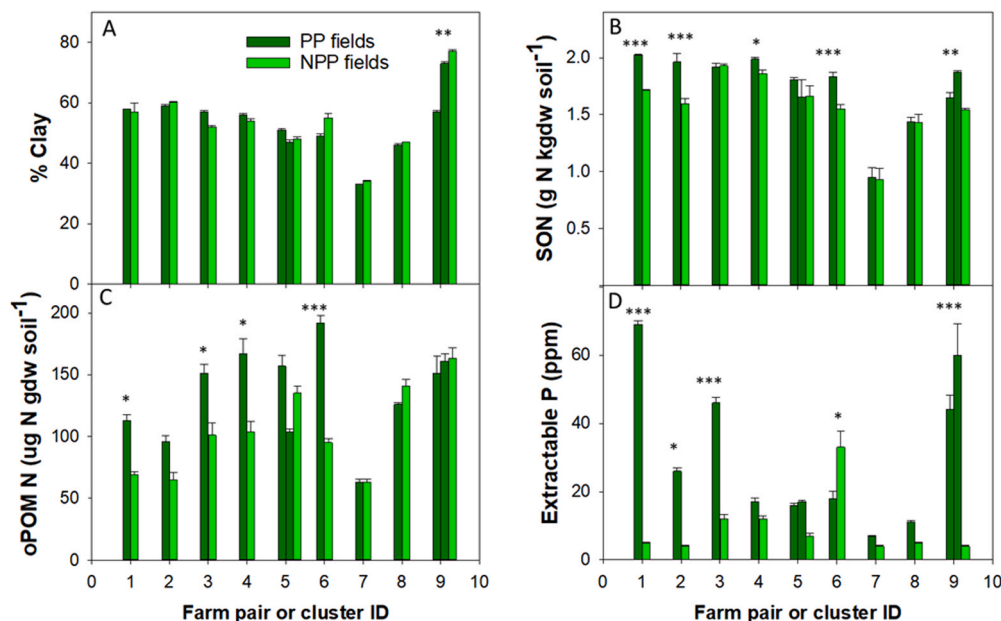 A
PP fields
NPP fields
**
% Clay
80
60
40
20
0
B
*** *** * *** **
SON (g N kgdw soil⁻¹)
2.0
1.5
1.0
0.5
C
* * * ***
oPOM N (ug N gdw soil⁻¹)
200
150
100
50
0
0 1 2 3 4 5 6 7 8 9 10
Farm pair or cluster ID
D
*** * *** * ***
Extractable P (ppm)
60
40
20
0
0 1 2 3 4 5 6 7 8 9 10
Farm pair or cluster ID